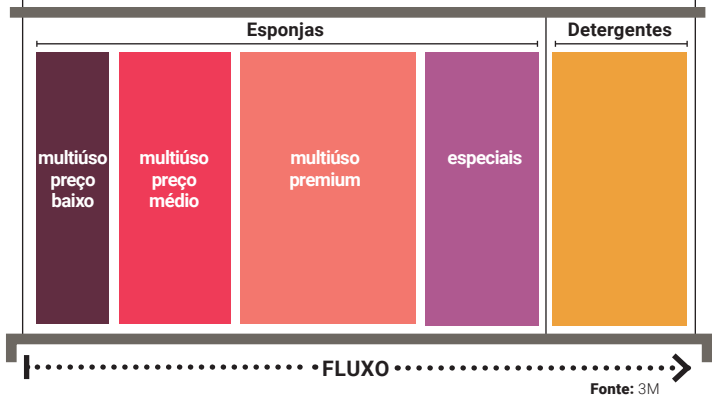 Esponjas
Detergentes
multiúso
preço
baixo
multiúso
preço
médio
multiúso
premium
especiais
FLUXO
Fonte: 3M